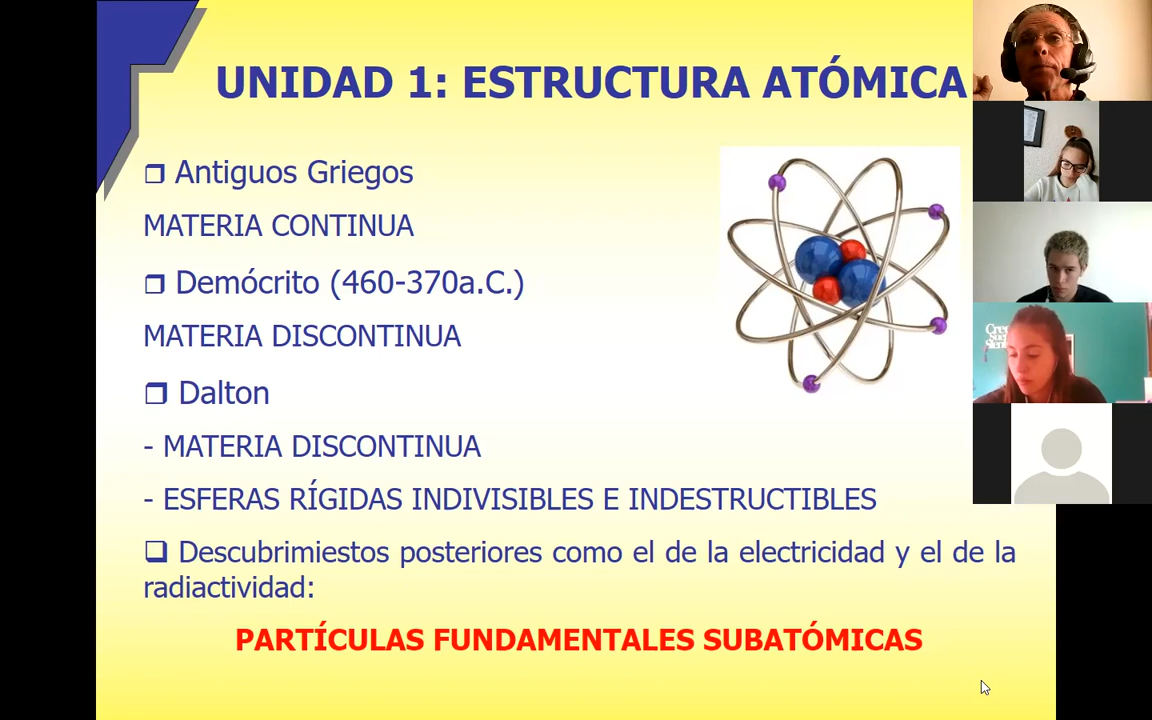 UNIDAD 1: ESTRUCTURA ATÓMICA
Antiguos Griegos
MATERIA CONTINUA
Demócrito (460-370a.C.)
MATERIA DISCONTINUA
Dalton
- MATERIA DISCONTINUA
- ESFERAS RÍGIDAS INDIVISIBLES E INDESTRUCTIBLES
Descubrimiestos posteriores como el de la electricidad y el de la
radiactividad:
PARTÍCULAS FUNDAMENTALES SUBATÓMICAS